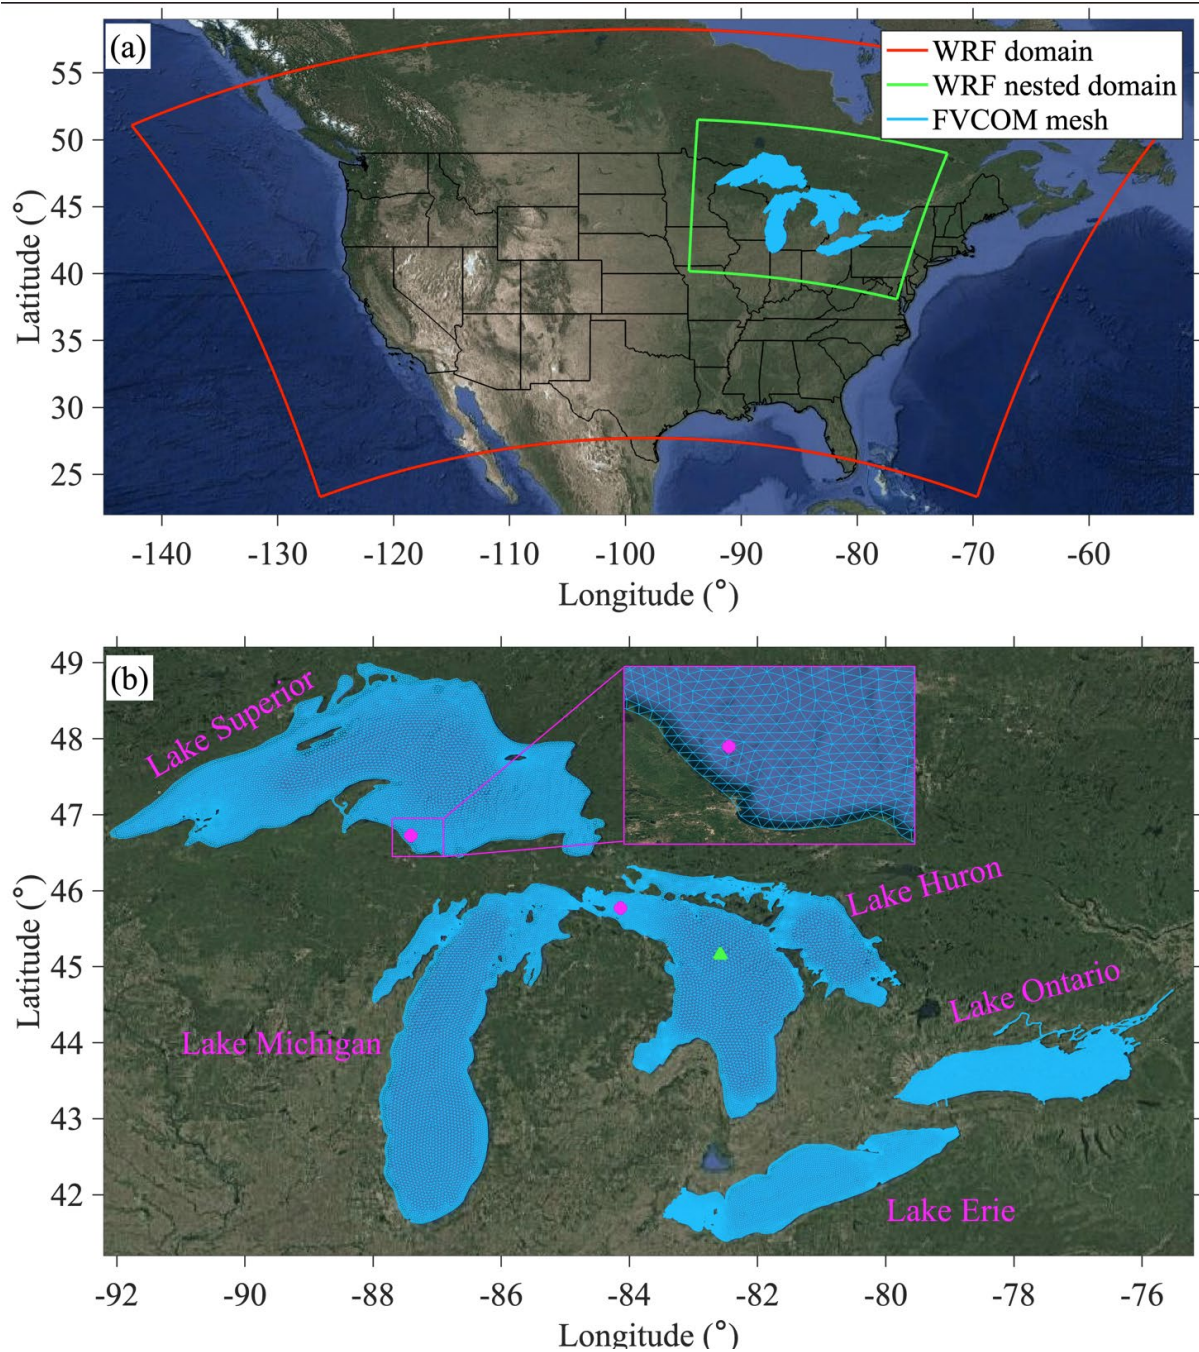 (a)
WRF domain
WRF nested domain
FVCOM mesh
55
50
45
40
35
30
25
Latitude (°)
-140 -130 -120 -110 -100 -90 -80 -70 -60
Longitude (°)
(b)
49
48
47
46
45
44
43
42
Latitude (°)
Lake Superior
Lake Huron
Lake Ontario
Lake Michigan
Lake Erie
-92 -90 -88 -86 -84 -82 -80 -78 -76
Longitude (°)